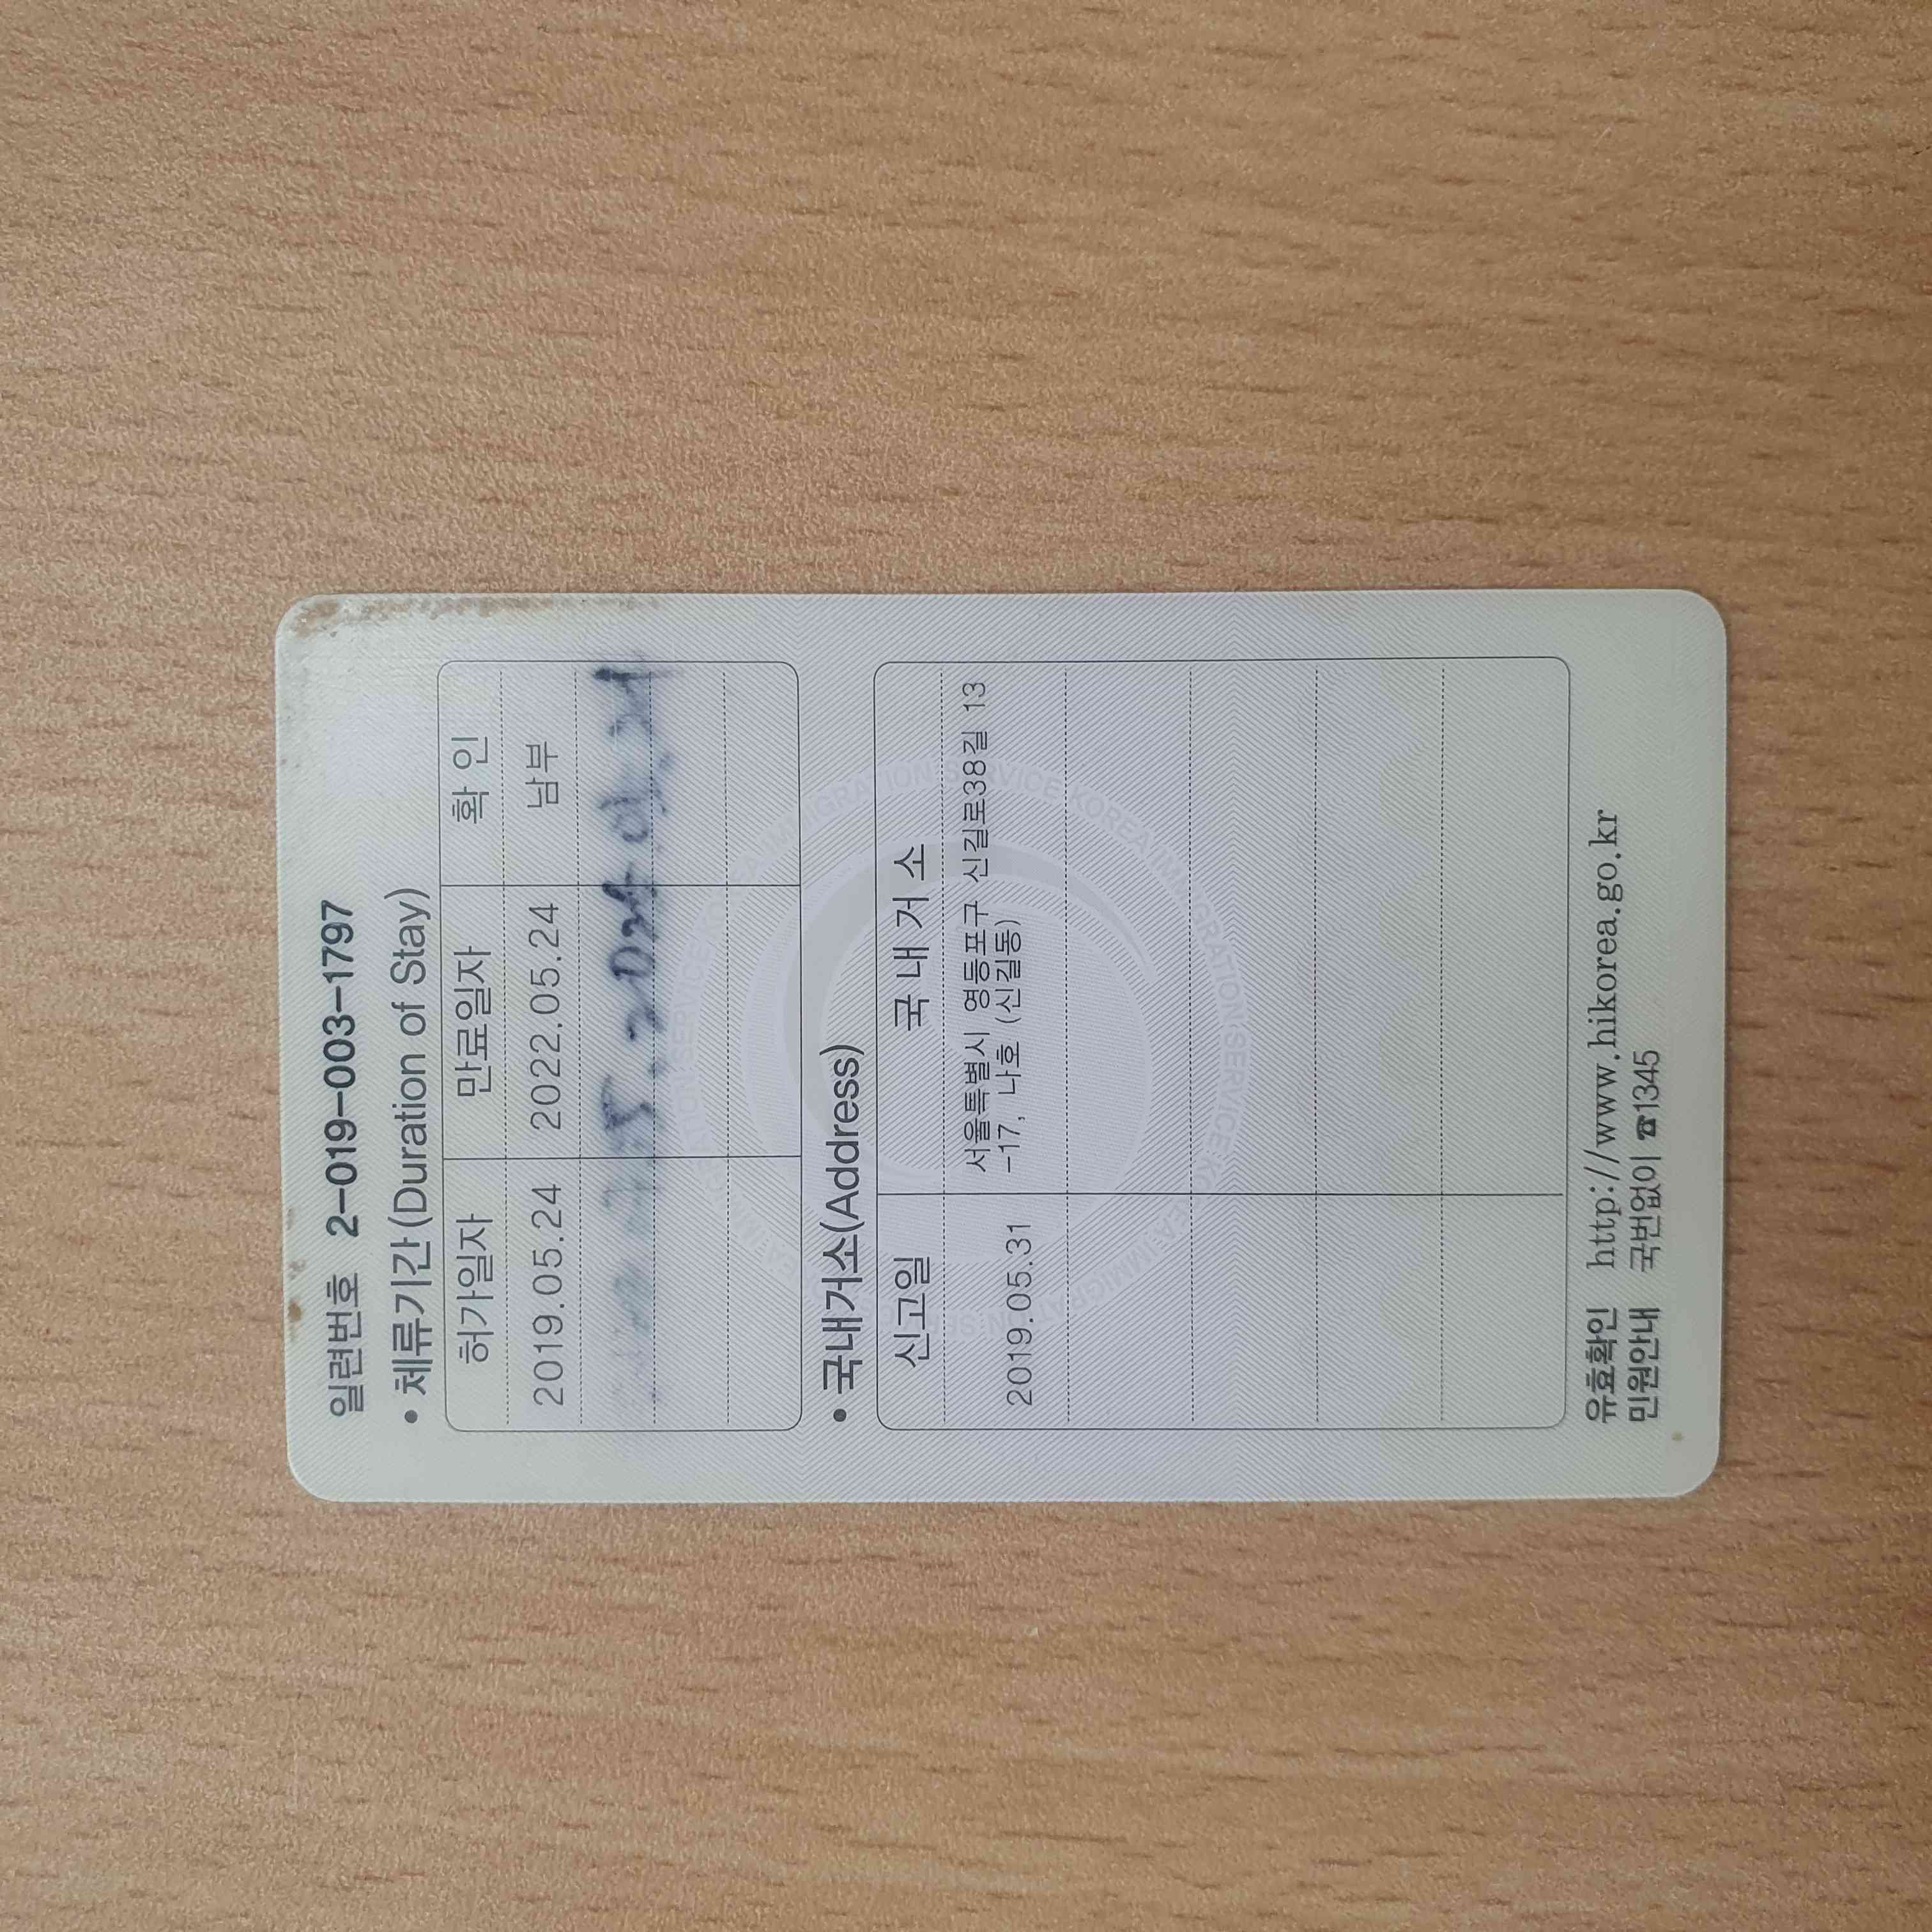 일련번호 2-019-003-1797
• 체류기간(Duration of Stay)
허가일자 만료일자 확 인
2019.05.24 2022.05.24 남부
• 국내거소(Address)
신고일 국 내 거 소
2019.05.31 서울특별시 영등포구 신길로38길 13
-17, 나호 (신길동)
유효확인 http://www.hikorea.go.kr
민원안내 국번없이 ☎1345